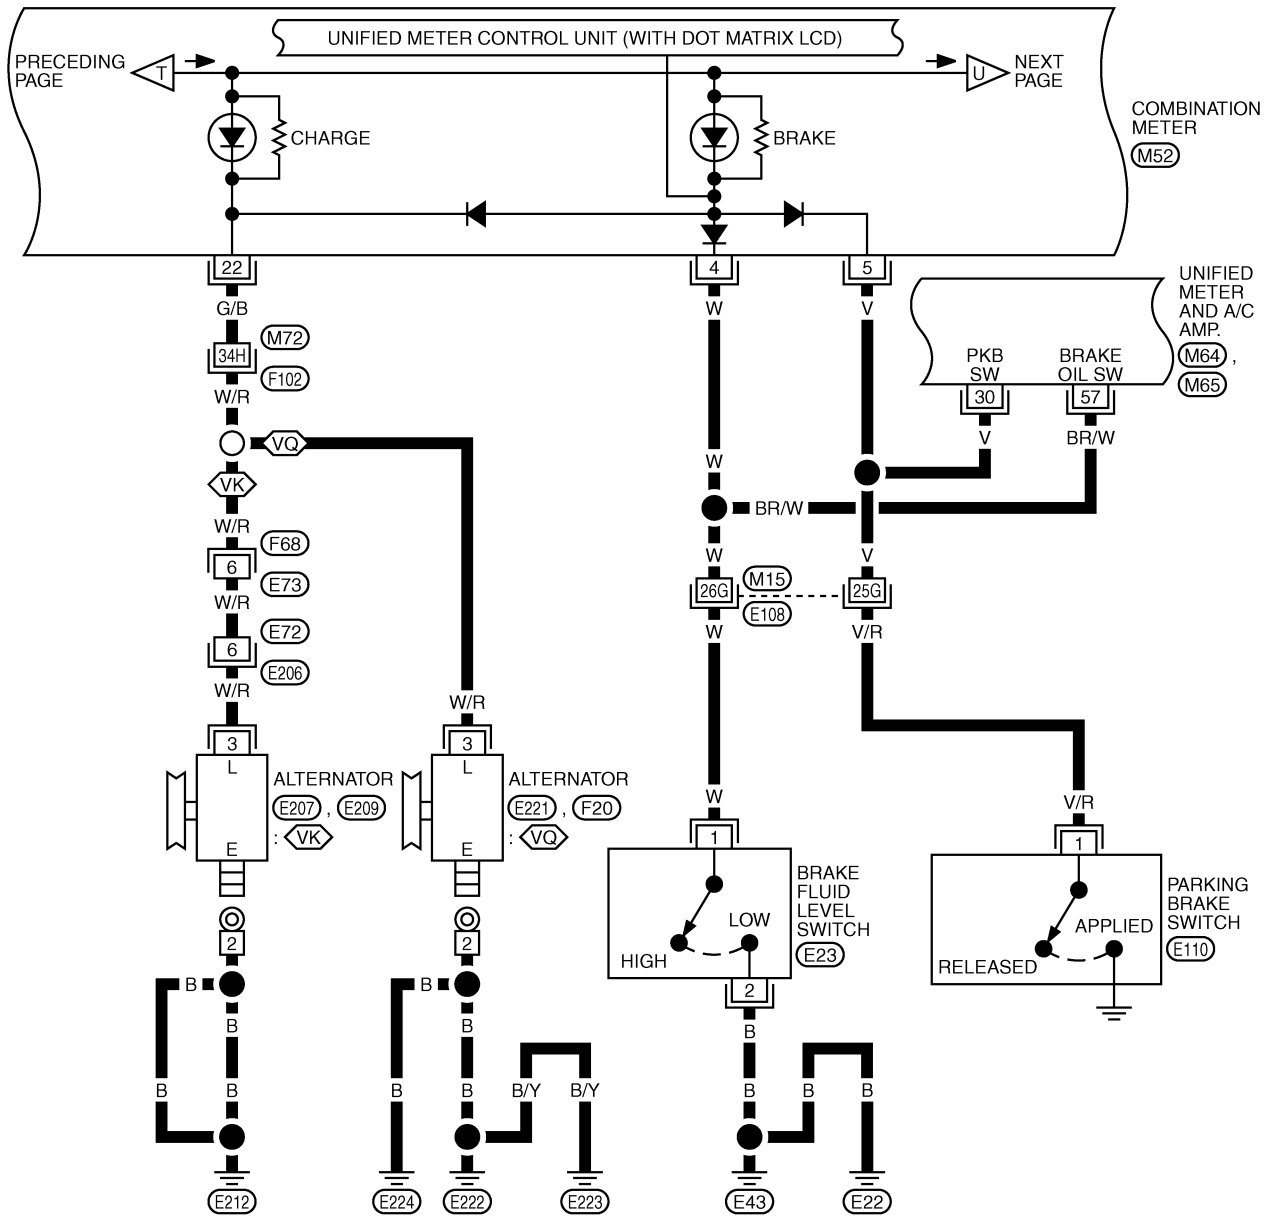 UNIFIED METER CONTROL UNIT (WITH DOT MATRIX LCD)
PRECEDING
PAGE
T
U
NEXT
PAGE
CHARGE
BRAKE
COMBINATION
METER
M52
22
4
5
G/B
W
V
UNIFIED
METER
AND A/C
AMP.
M64 ,
M65
M72
34H
F102
W/R
PKB
SW
BRAKE
OIL SW
30
57
V
BR/W
VQ
VK
W
BR/W
W/R
F68
6
E73
W
V
W/R
M15
26G
25G
E108
E72
6
E206
W
V/R
W/R
W/R
3
3
L
L
ALTERNATOR
E207 , E209
: VK
ALTERNATOR
E221 , F20
: VQ
E
E
W
V/R
1
1
BRAKE
FLUID
LEVEL
SWITCH
E23
LOW
HIGH
PARKING
BRAKE
SWITCH
E110
APPLIED
RELEASED
2
2
2
B
B
B
B
B
B
B
B
B
B
B/Y
B/Y
B
B
B
E212
E224
E222
E223
E43
E22